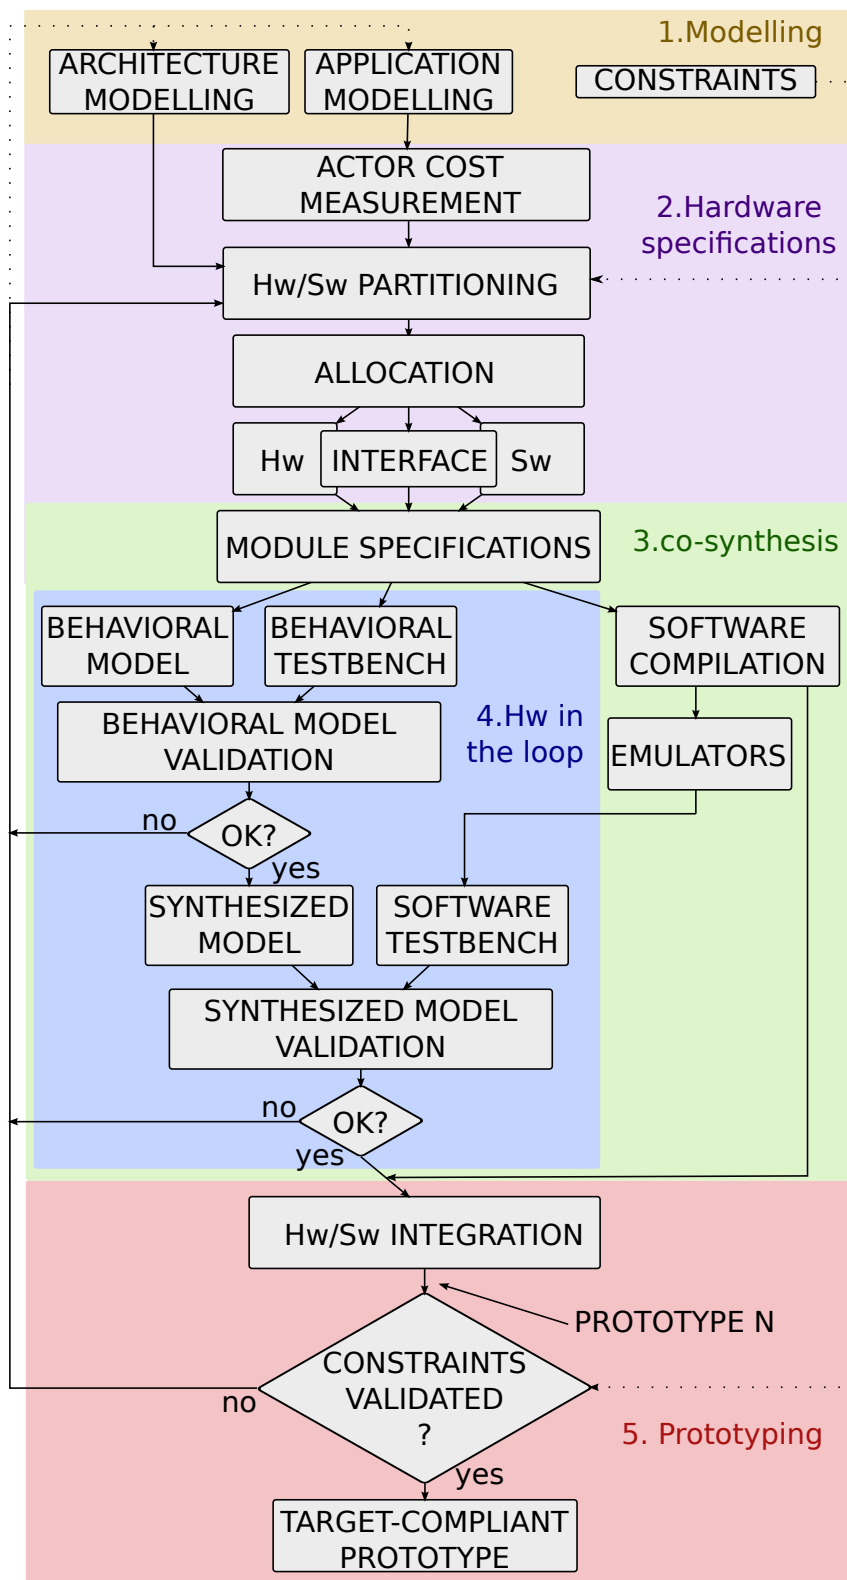 1.Modelling
ARCHITECTURE
MODELLING
APPLICATION
MODELLING
CONSTRAINTS
ACTOR COST
MEASUREMENT
2.Hardware
specifications
Hw/Sw PARTITIONING
ALLOCATION
Hw
INTERFACE
Sw
MODULE SPECIFICATIONS
3.co-synthesis
BEHAVIORAL
MODEL
BEHAVIORAL
TESTBENCH
SOFTWARE
COMPILATION
BEHAVIORAL MODEL
VALIDATION
4.Hw in
the loop
EMULATORS
no
OK?
yes
SYNTHESIZED
MODEL
SOFTWARE
TESTBENCH
SYNTHESIZED MODEL
VALIDATION
no
OK?
yes
Hw/Sw INTEGRATION
PROTOTYPE N
CONSTRAINTS
VALIDATED
?
no
5. Prototyping
yes
TARGET-COMPLIANT
PROTOTYPE